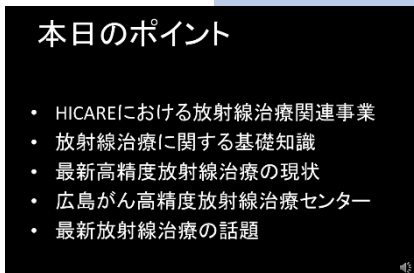 本日のポイント
• HICAREにおける放射線治療関連事業
• 放射線治療に関する基礎知識
• 最新高精度放射線治療の現状
• 広島がん高精度放射線治療センター
• 最新放射線治療の話題